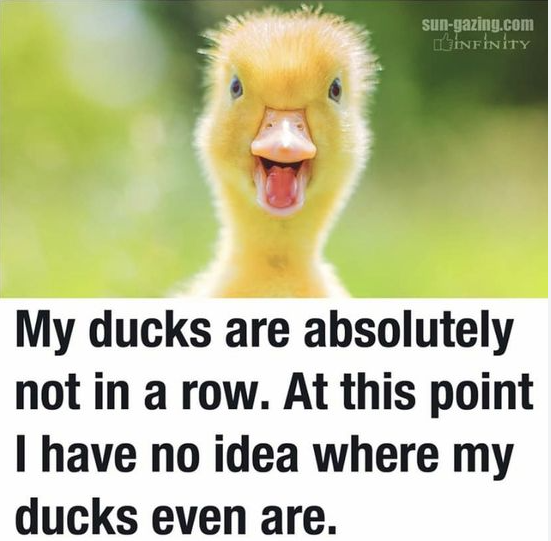 sun-gazing.com
INFINITY
My ducks are absolutely
not in a row. At this point
I have no idea where my
ducks even are.